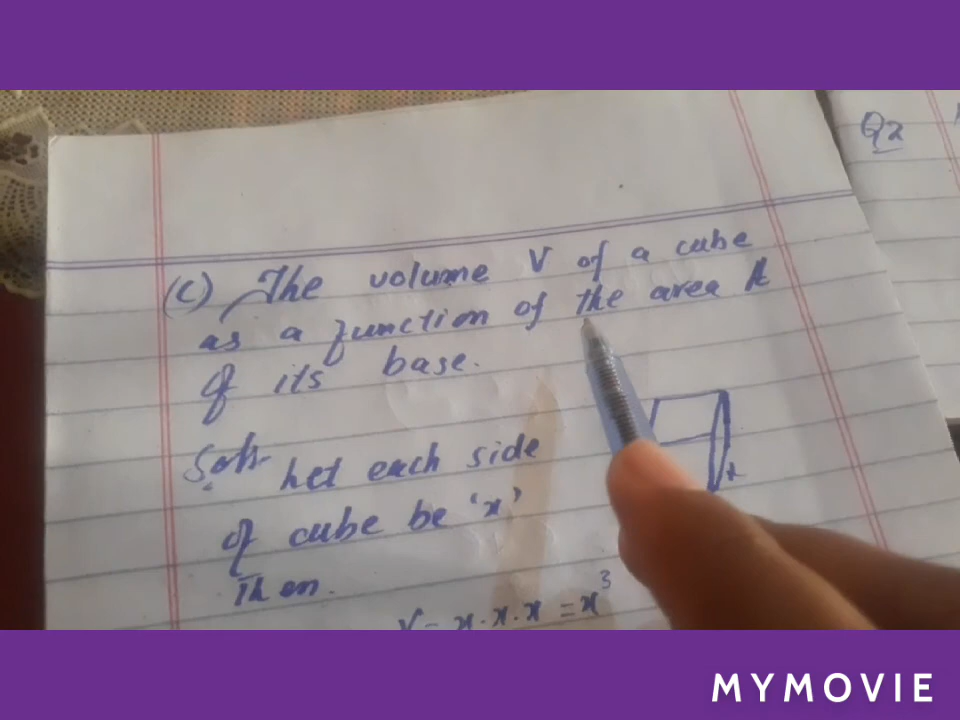 Q2
(c) The volume V of a cube
as a function of the area A
of its base.
Soln Let each side
of cube be 'x'
Then.
x
V = x.x.x = x³
MYMOVIE